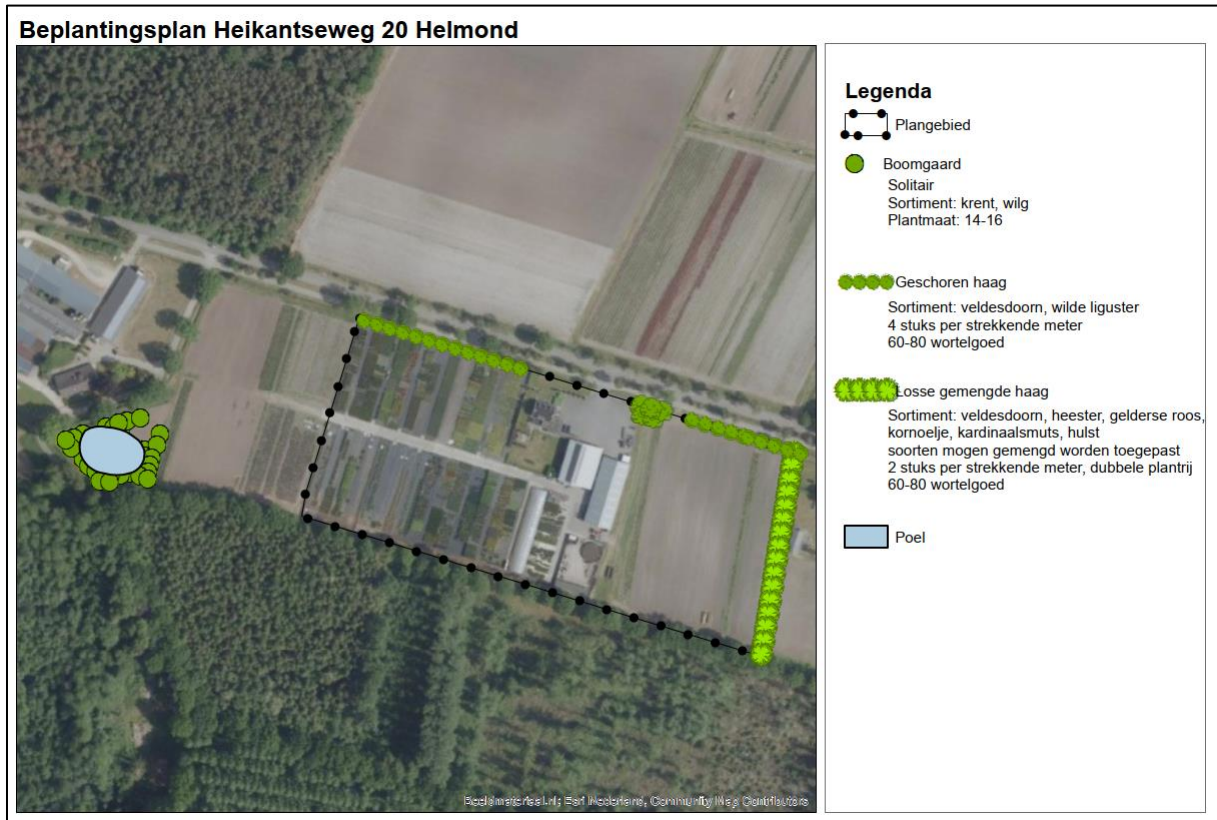 Beplantingsplan Heikantseweg 20 Helmond
Legenda
Plangebied
Boomgaard
Solitair
Sortiment: krent, wilg
Plantmaat: 14-16
Geschoren haag
Sortiment: veldesdoorn, wilde liguster
4 stuks per strekkende meter
60-80 wortelgoed
Losse gemengde haag
Sortiment: veldesdoorn, heester, gelderse roos,
kornoelje, kardinaalsmuts, hulst
soorten mogen gemengd worden toegepast
2 stuks per strekkende meter, dubbele plantrij
60-80 wortelgoed
Poel
Beeldmateriaal.nl; Esri Nederland, Community Map Contributors